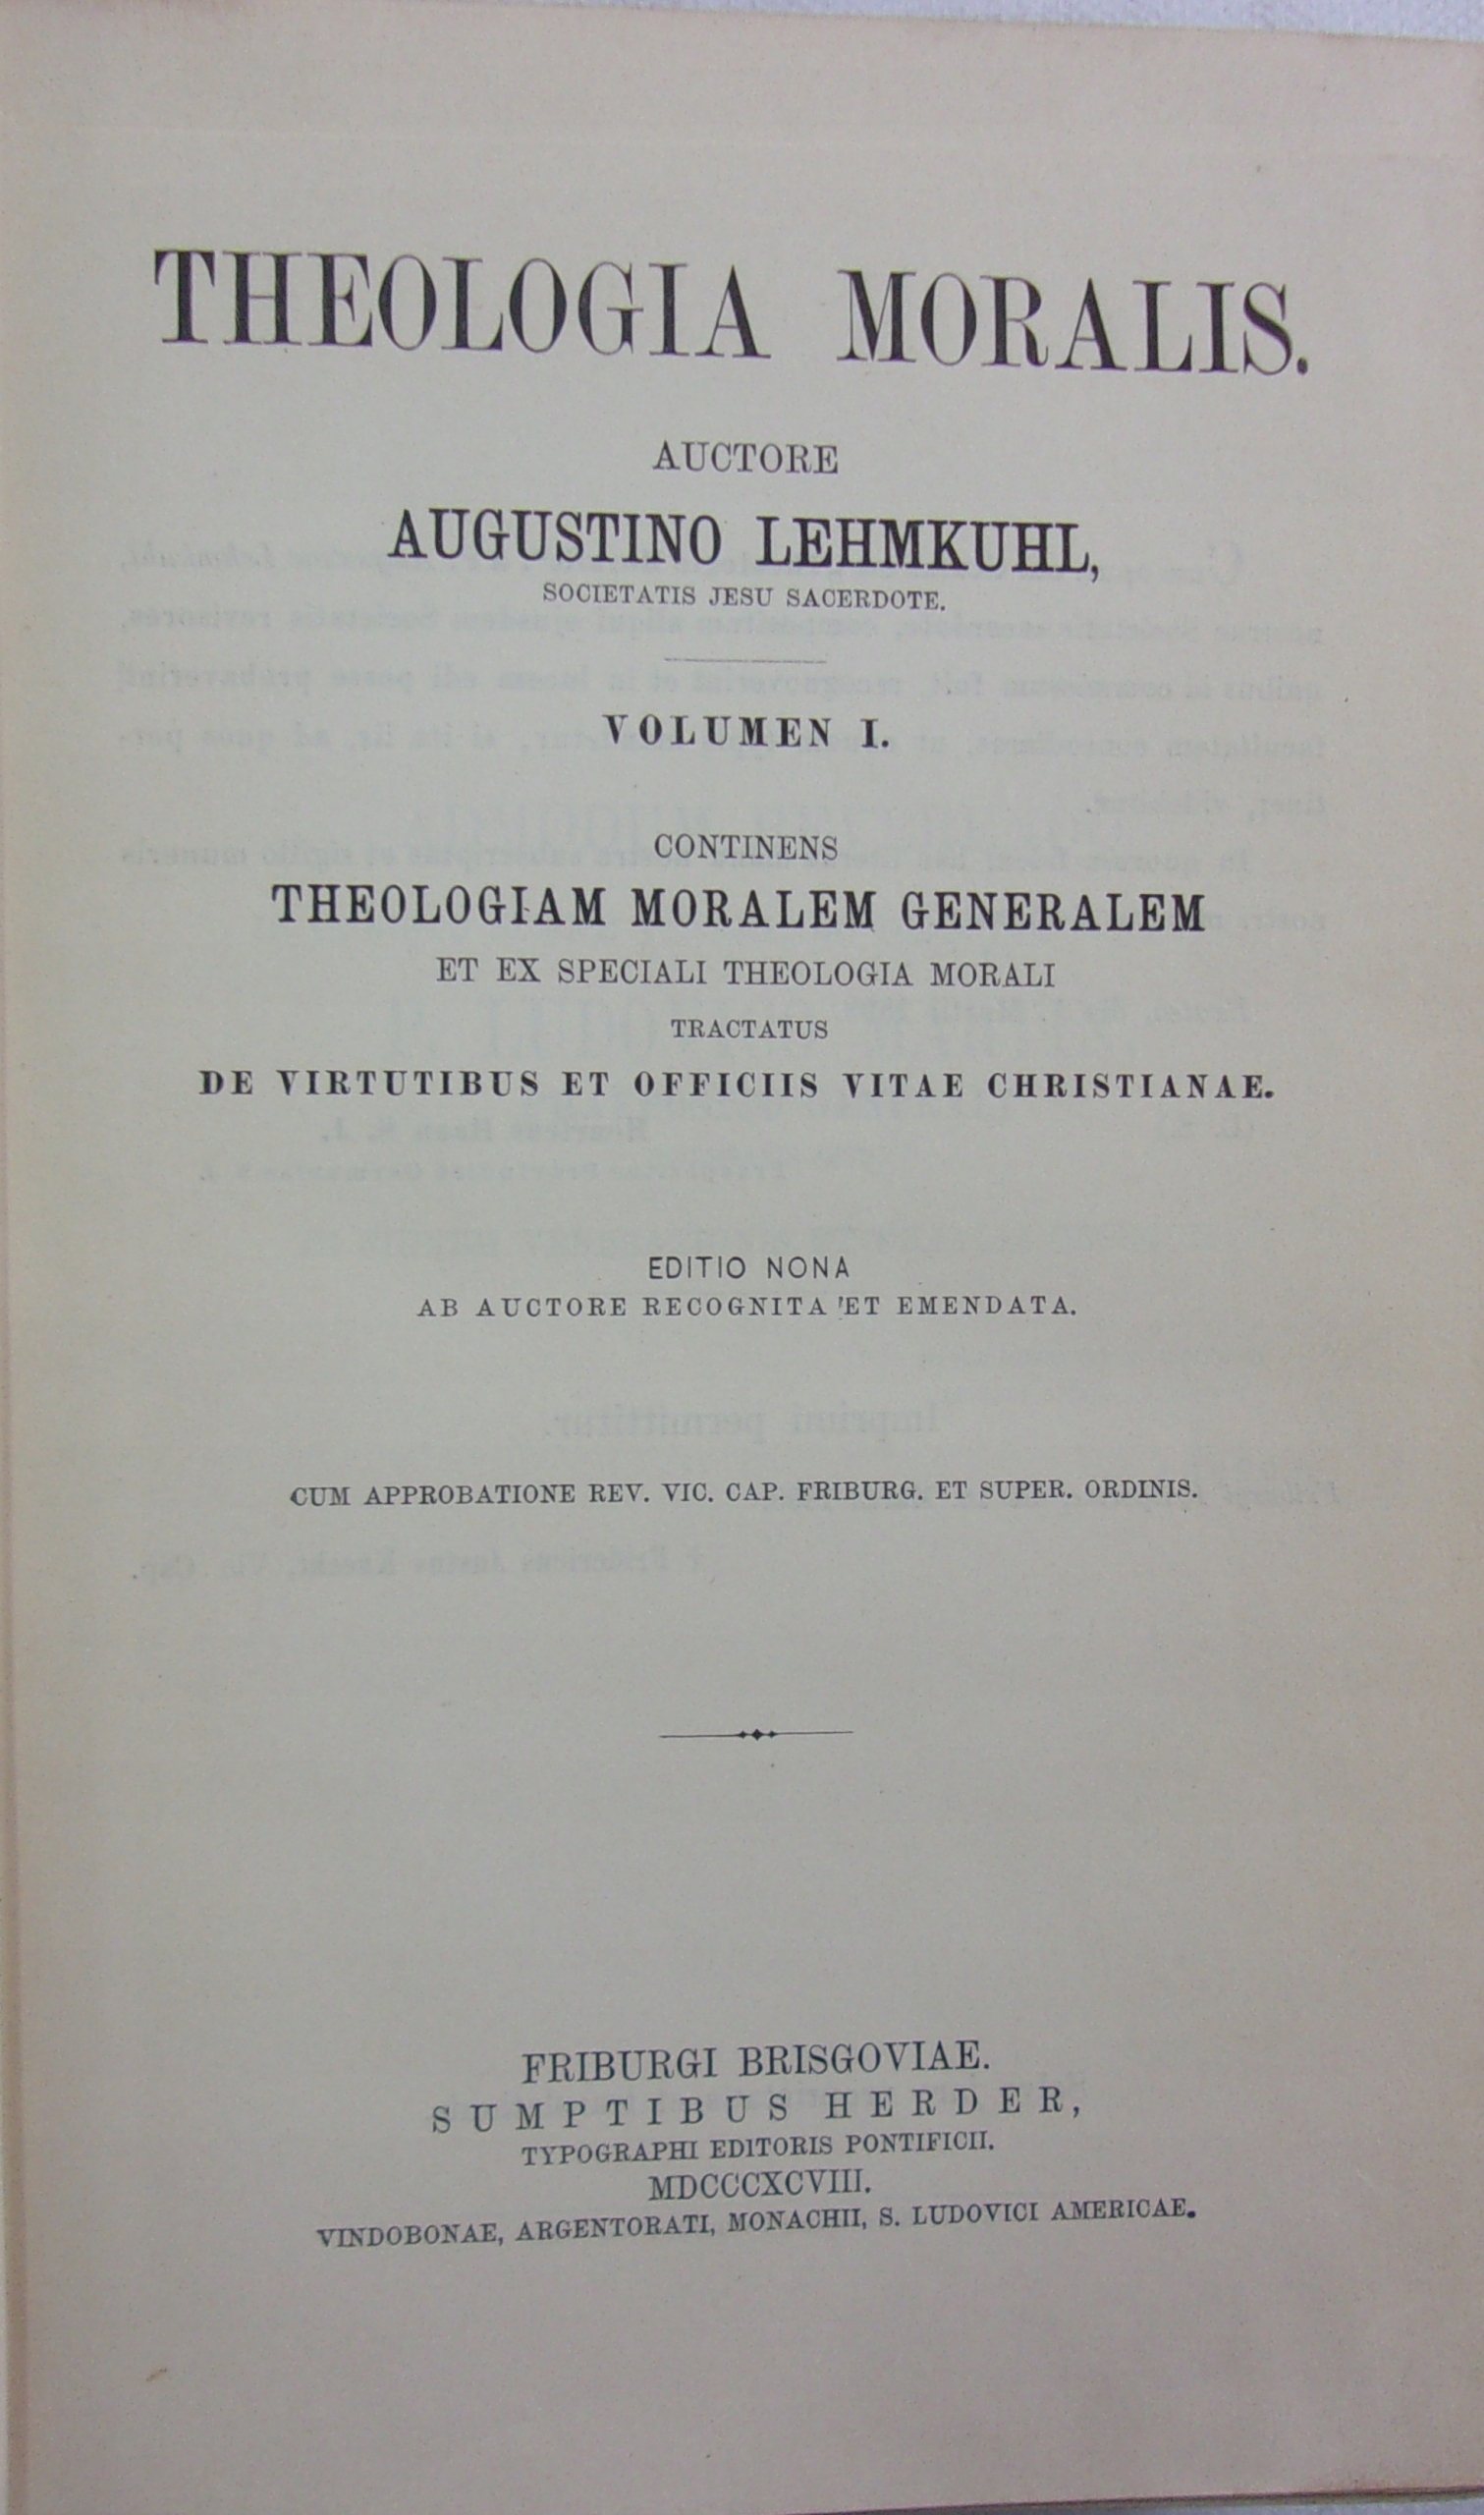 THEOLOGIA MORALIS.
AUCTORE
AUGUSTINO LEHMKUHL,
SOCIETATIS JESU SACERDOTE.
VOLUMEN I.
CONTINENS
THEOLOGIAM MORALEM GENERALEM
ET EX SPECIALI THEOLOGIA MORALI
TRACTATUS
DE VIRTUTIBUS ET OFFICIIS VITAE CHRISTIANAE.
EDITIO NONA
AB AUCTORE RECOGNITA ET EMENDATA.
CUM APPROBATIONE REV. VIC. CAP. FRIBURG. ET SUPER. ORDINIS.
FRIBURGI BRISGOVIAE.
SUMPTIBUS HERDER,
TYPOGRAPHI EDITORIS PONTIFICII.
MDCCCXCVIII.
VINDOBONAE, ARGENTORATI, MONACHII, S. LUDOVICI AMERICAE.